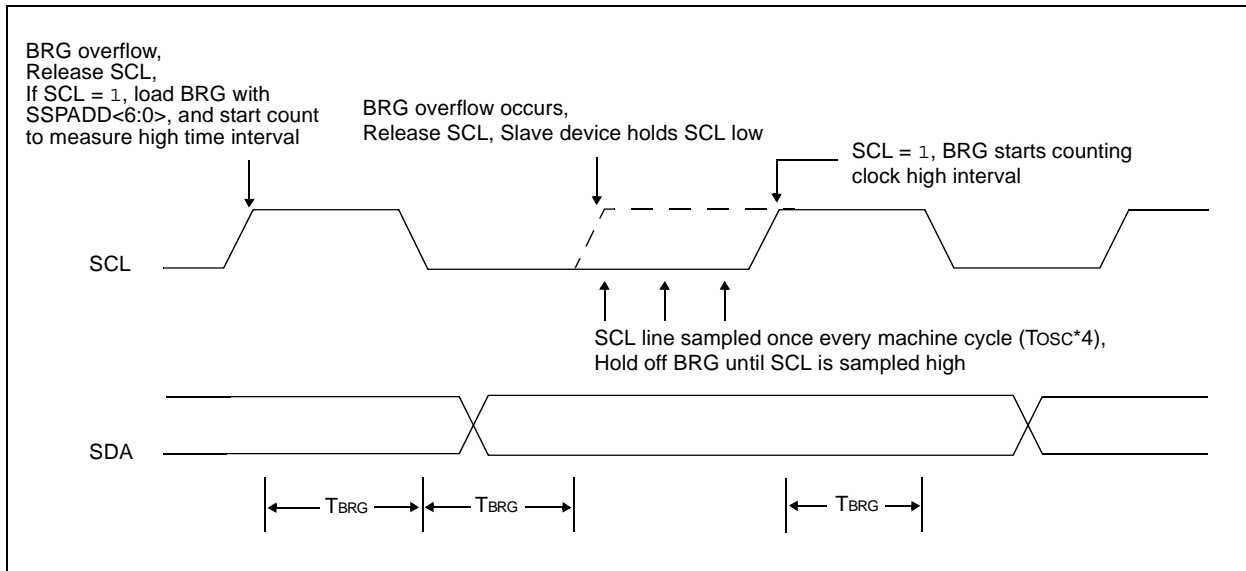 BRG overflow,
Release SCL,
If SCL = 1, load BRG with
SSPADD<6:0>, and start count
to measure high time interval
BRG overflow occurs,
Release SCL, Slave device holds SCL low
SCL = 1, BRG starts counting
clock high interval
SCL
SCL line sampled once every machine cycle (TOSC*4),
Hold off BRG until SCL is sampled high
SDA
TBRG
TBRG
TBRG